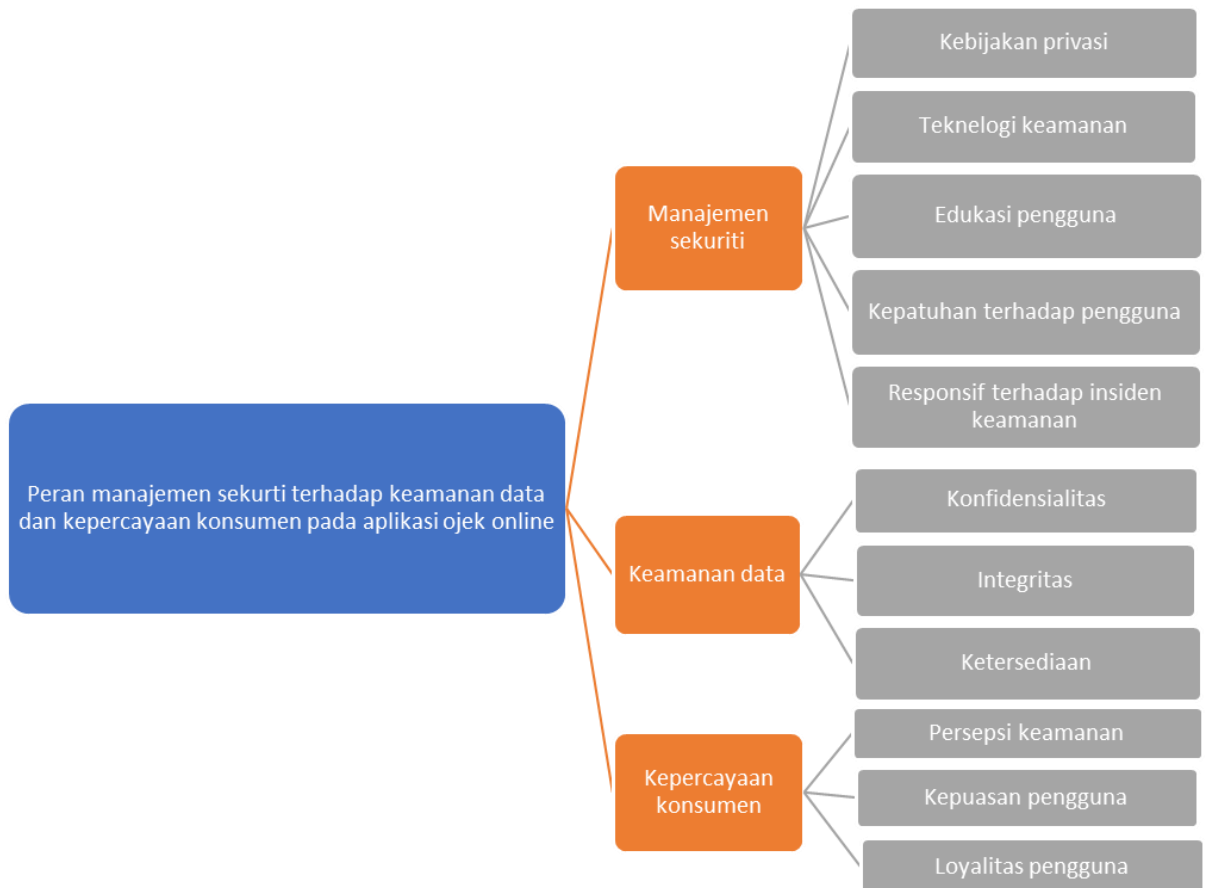 Peran manajemen sekurti terhadap keamanan data
dan kepercayaan konsumen pada aplikasi ojek online
Manajemen
sekuriti
Kebijakan privasi
Teknelogi keamanan
Edukasi pengguna
Kepatuhan terhadap pengguna
Responsif terhadap insiden
keamanan
Keamanan data
Konfidensialitas
Integritas
Ketersediaan
Kepercayaan
konsumen
Persepsi keamanan
Kepuasan pengguna
Loyalitas pengguna